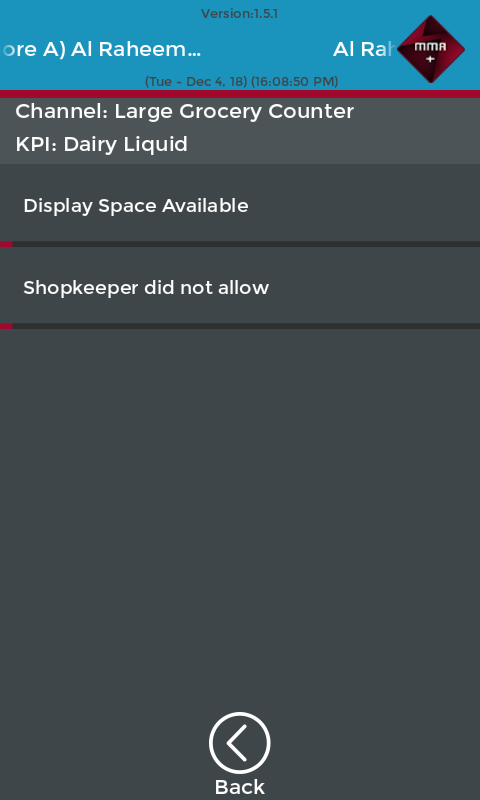 Version:1.5.1
ore A) Al Raheem... Al Rah
MMA
+
(Tue - Dec 4, 18) (16:08:50 PM)
Channel: Large Grocery Counter
KPI: Dairy Liquid
Display Space Available
Shopkeeper did not allow
Back